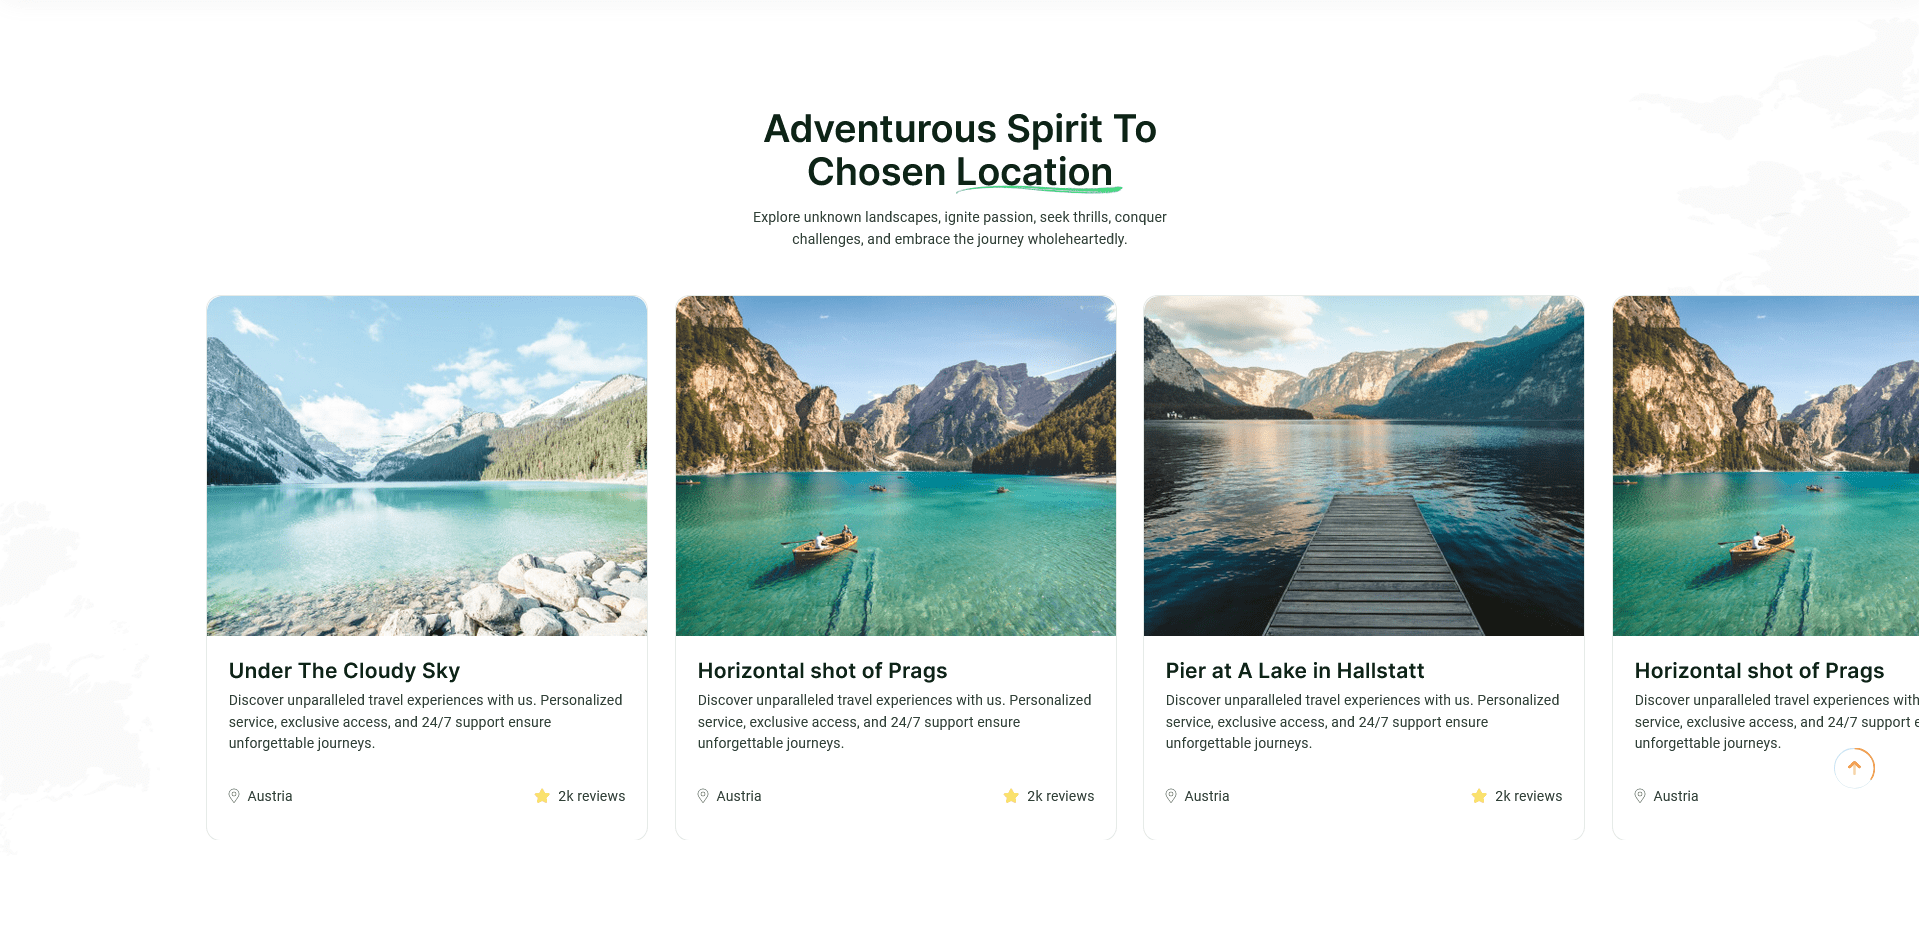 Adventurous Spirit To
Chosen Location
Explore unknown landscapes, ignite passion, seek thrills, conquer
challenges, and embrace the journey wholeheartedly.
Under The Cloudy Sky
Discover unparalleled travel experiences with us. Personalized
service, exclusive access, and 24/7 support ensure
unforgettable journeys.
Austria
2k reviews
Horizontal shot of Prags
Discover unparalleled travel experiences with us. Personalized
service, exclusive access, and 24/7 support ensure
unforgettable journeys.
Austria
2k reviews
Pier at A Lake in Hallstatt
Discover unparalleled travel experiences with us. Personalized
service, exclusive access, and 24/7 support ensure
unforgettable journeys.
Austria
2k reviews
Horizontal shot of Prags
Discover unparalleled travel experiences with
service, exclusive access, and 24/7 support
unforgettable journeys.
Austria